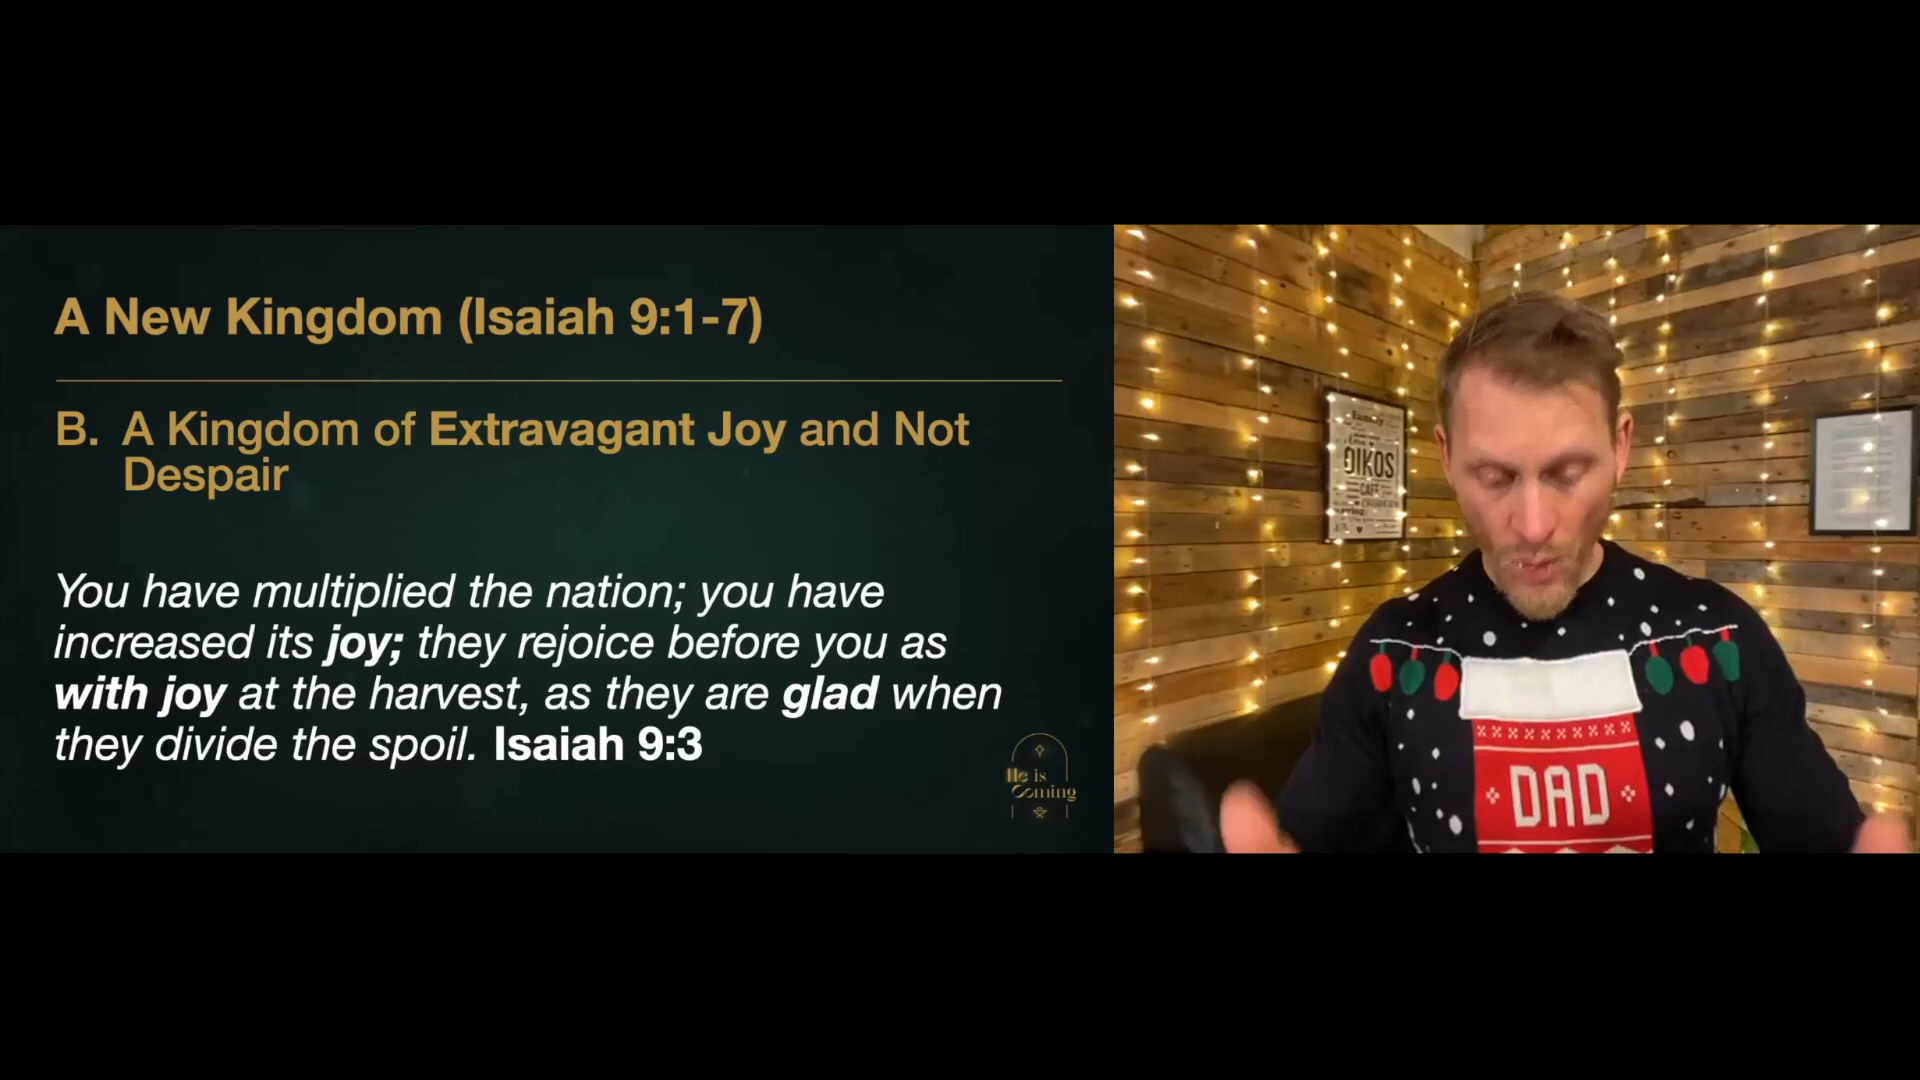 A New Kingdom (Isaiah 9:1-7)
B. A Kingdom of Extravagant Joy and Not
Despair
You have multiplied the nation; you have
increased its joy; they rejoice before you as
with joy at the harvest, as they are glad when
they divide the spoil. Isaiah 9:3
He is
Coming
family
OIKOS
CAFE
DAD